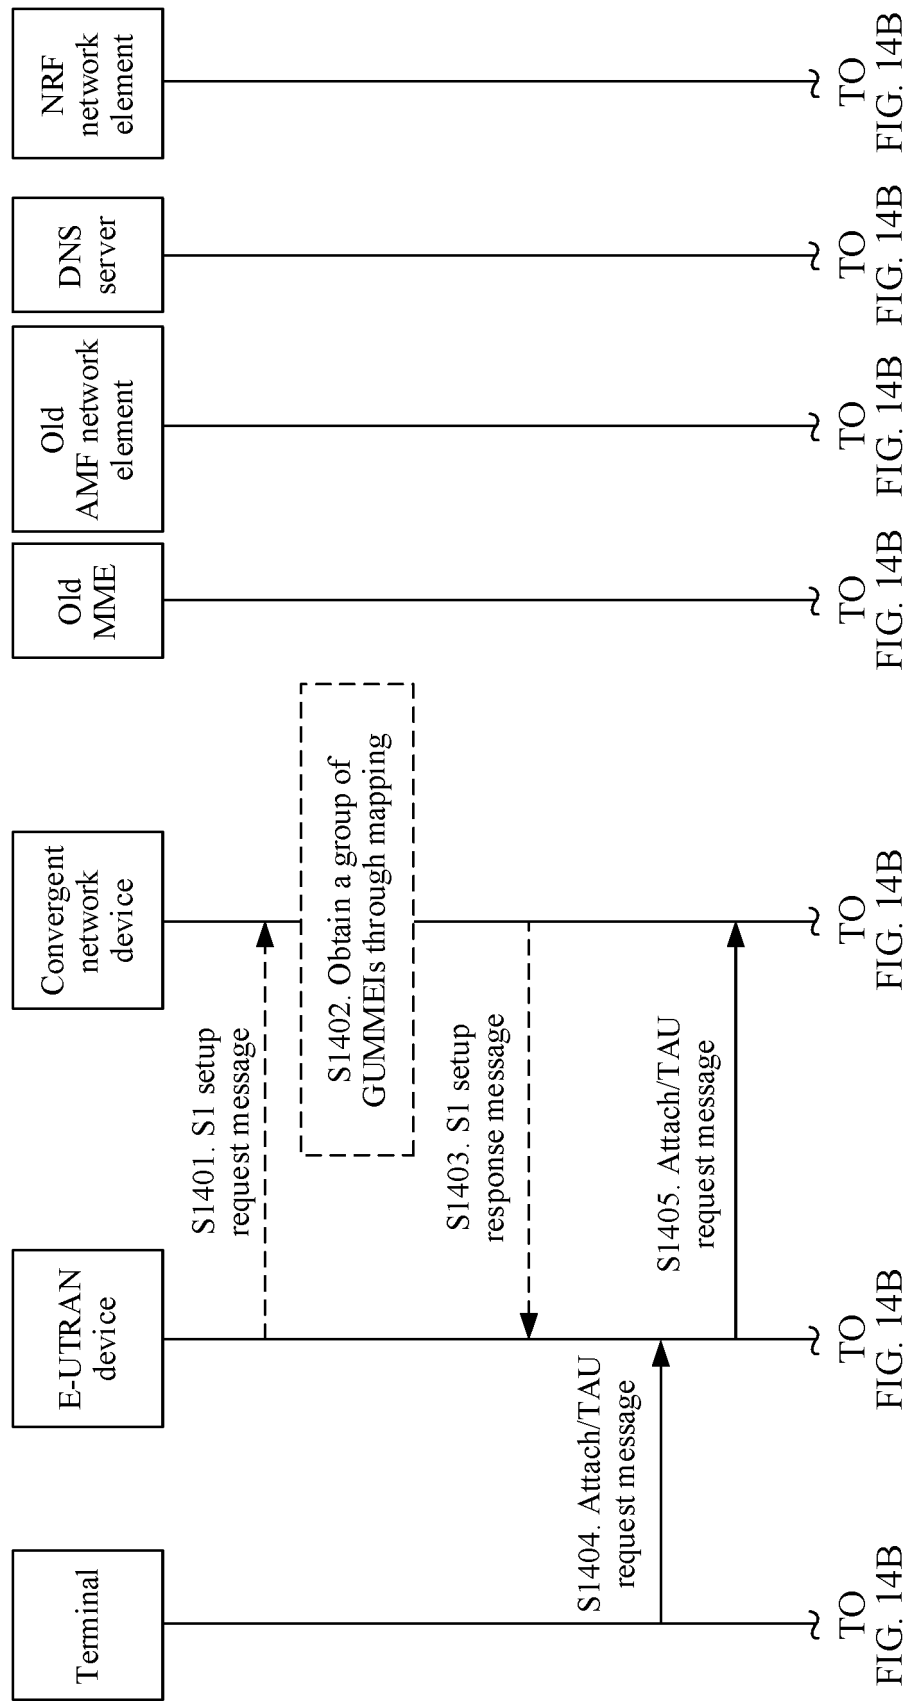 Terminal
E-UTRAN
device
Convergent
network
device
Old
MME
Old
AMF network
element
DNS
server
NRF
network
element
S1401. S1 setup
request message
S1402. Obtain a group of
GUMMEIs through mapping
S1403. S1 setup
response message
S1404. Attach/TAU
request message
S1405. Attach/TAU
request message
TO
FIG. 14B
TO
FIG. 14B
TO
FIG. 14B
TO
FIG. 14B
TO
FIG. 14B
TO
FIG. 14B
TO
FIG. 14B